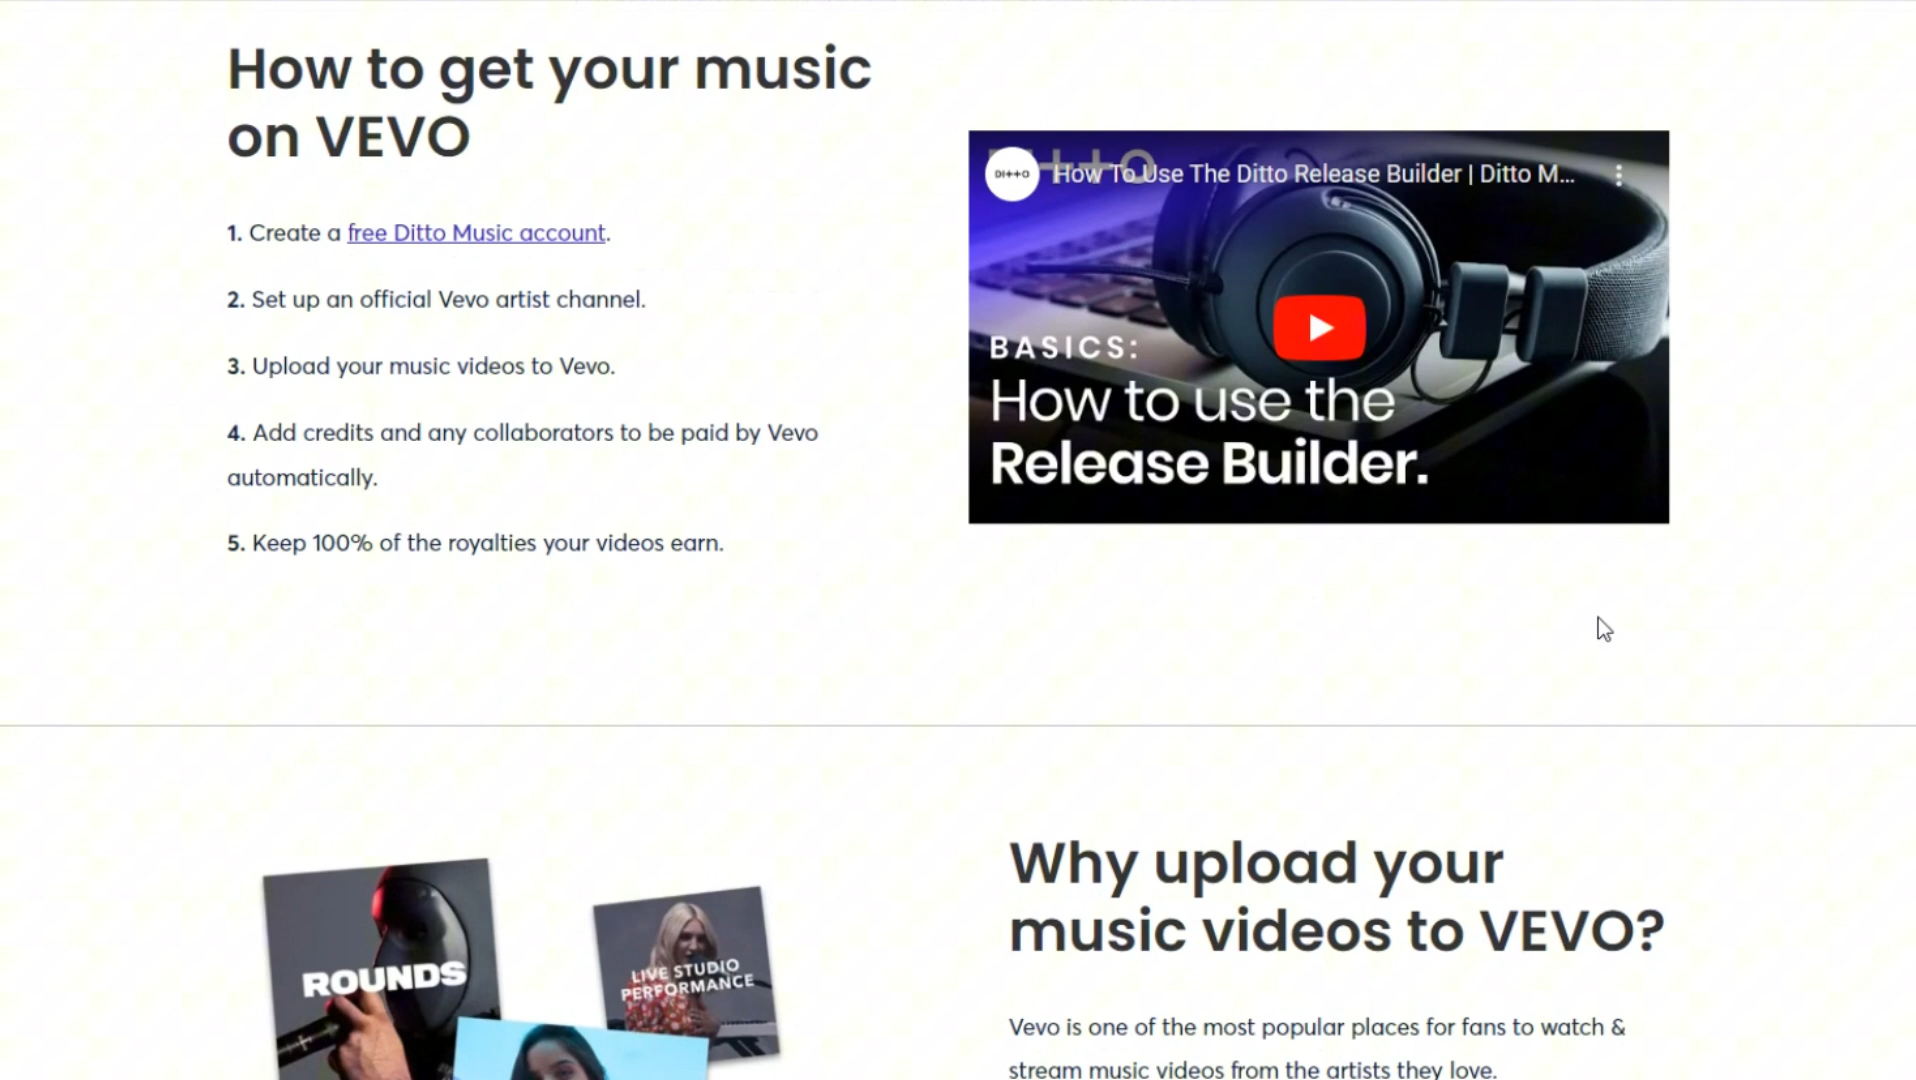 How to get your music
on VEVO
1. Create a free Ditto Music account.
2. Set up an official Vevo artist channel.
3. Upload your music videos to Vevo.
4. Add credits and any collaborators to be paid by Vevo
automatically.
5. Keep 100% of the royalties your videos earn.
DI++O
How To Use The Ditto Release Builder | Ditto M...
BASICS:
How to use the
Release Builder.
ROUNDS
LIVE STUDIO
PERFORMANCE
Why upload your
music videos to VEVO?
Vevo is one of the most popular places for fans to watch &
stream music videos from the artists they love.